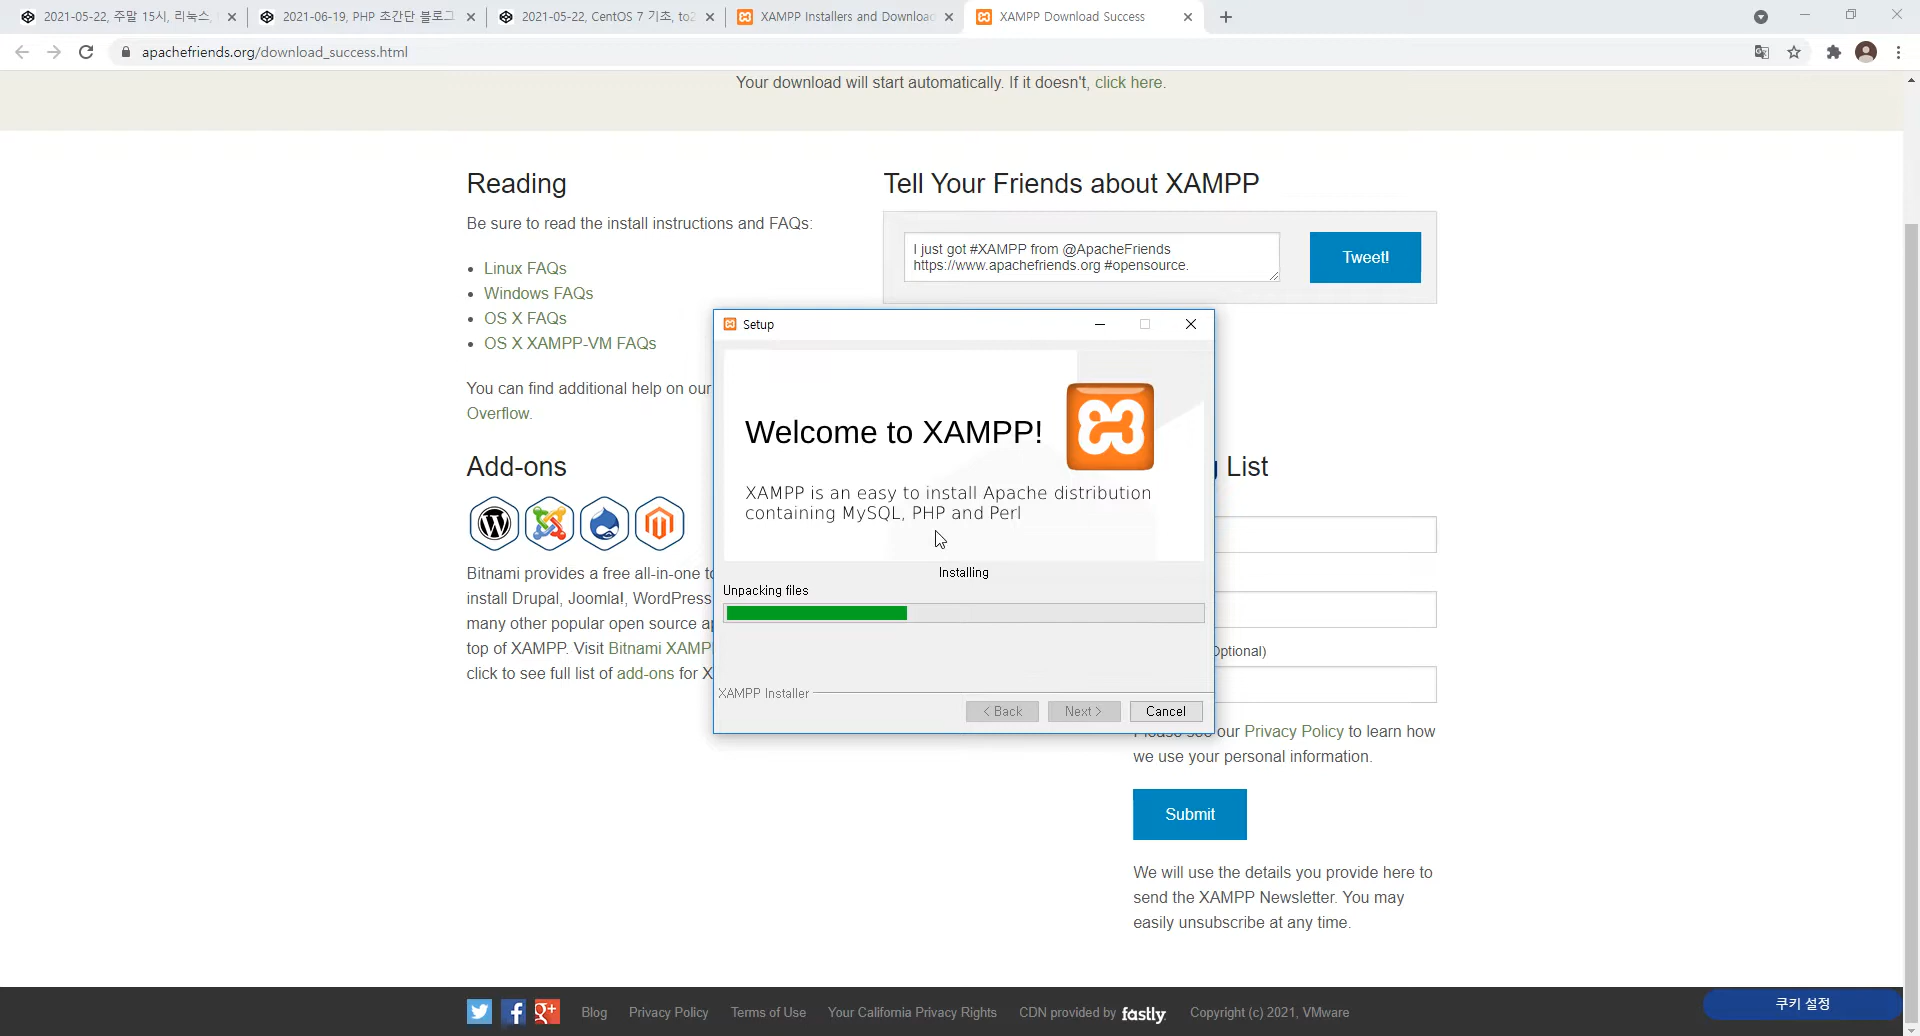 2021-05-22, 주말 15시, 리눅스,
2021-06-19, PHP 초간단 블로그
2021-05-22, CentOS 7 기초, to2
XAMPP Installers and Download
XAMPP Download Success
apachefriends.org/download_success.html
Your download will start automatically. If it doesn't, click here.
Reading
Be sure to read the install instructions and FAQs:
Linux FAQs
Windows FAQs
OS X FAQs
OS X XAMPP-VM FAQs
You can find additional help on our
Overflow.
Tell Your Friends about XAMPP
I just got #XAMPP from @ApacheFriends
https://www.apachefriends.org #opensource.
Tweet!
Setup
Welcome to XAMPP!
XAMPP is an easy to install Apache distribution
containing MySQL, PHP and Perl
Installing
Unpacking files
XAMPP Installer
< Back
Next >
Cancel
Add-ons
Bitnami provides a free all-in-one
install Drupal, Joomla!, WordPress
many other popular open source
top of XAMPP. Visit Bitnami XAMP
click to see full list of add-ons for X
List
Optional)
Please see our Privacy Policy to learn how
we use your personal information.
Submit
We will use the details you provide here to
send the XAMPP Newsletter. You may
easily unsubscribe at any time.
Blog
Privacy Policy
Terms of Use
Your California Privacy Rights
CDN provided by fastly
Copyright (c) 2021, VMware
쿠키 설정